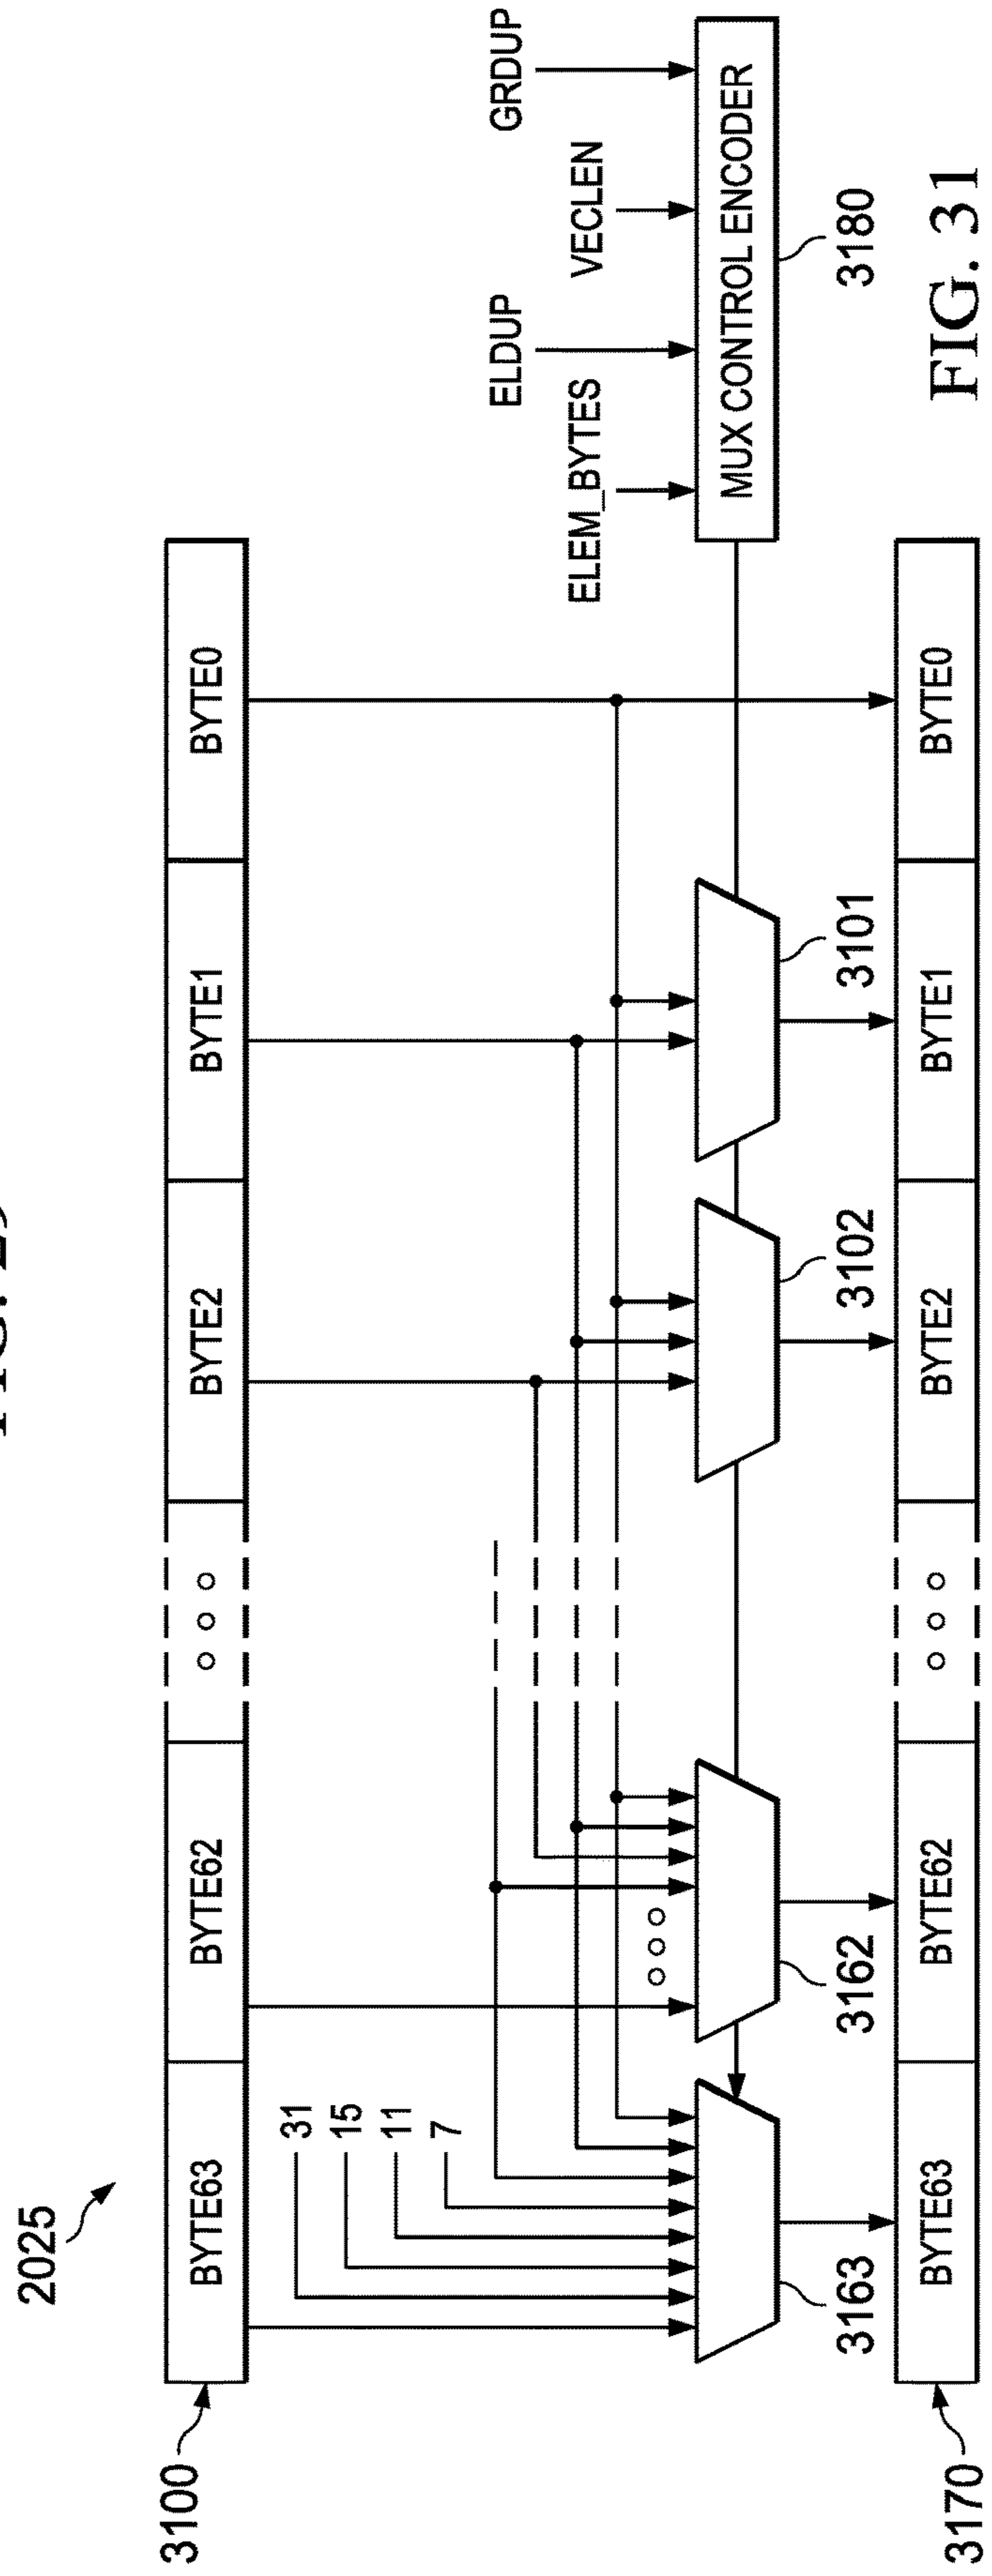 2025
3100
BYTE63
BYTE62
BYTE2
BYTE1
BYTE0
31
15
11
7
GRDUP
VECLEN
ELDUP
ELEM_BYTES
MUX CONTROL ENCODER
3180
3163
3162
3102
3101
3170
BYTE63
BYTE62
BYTE2
BYTE1
BYTE0
FIG. 31